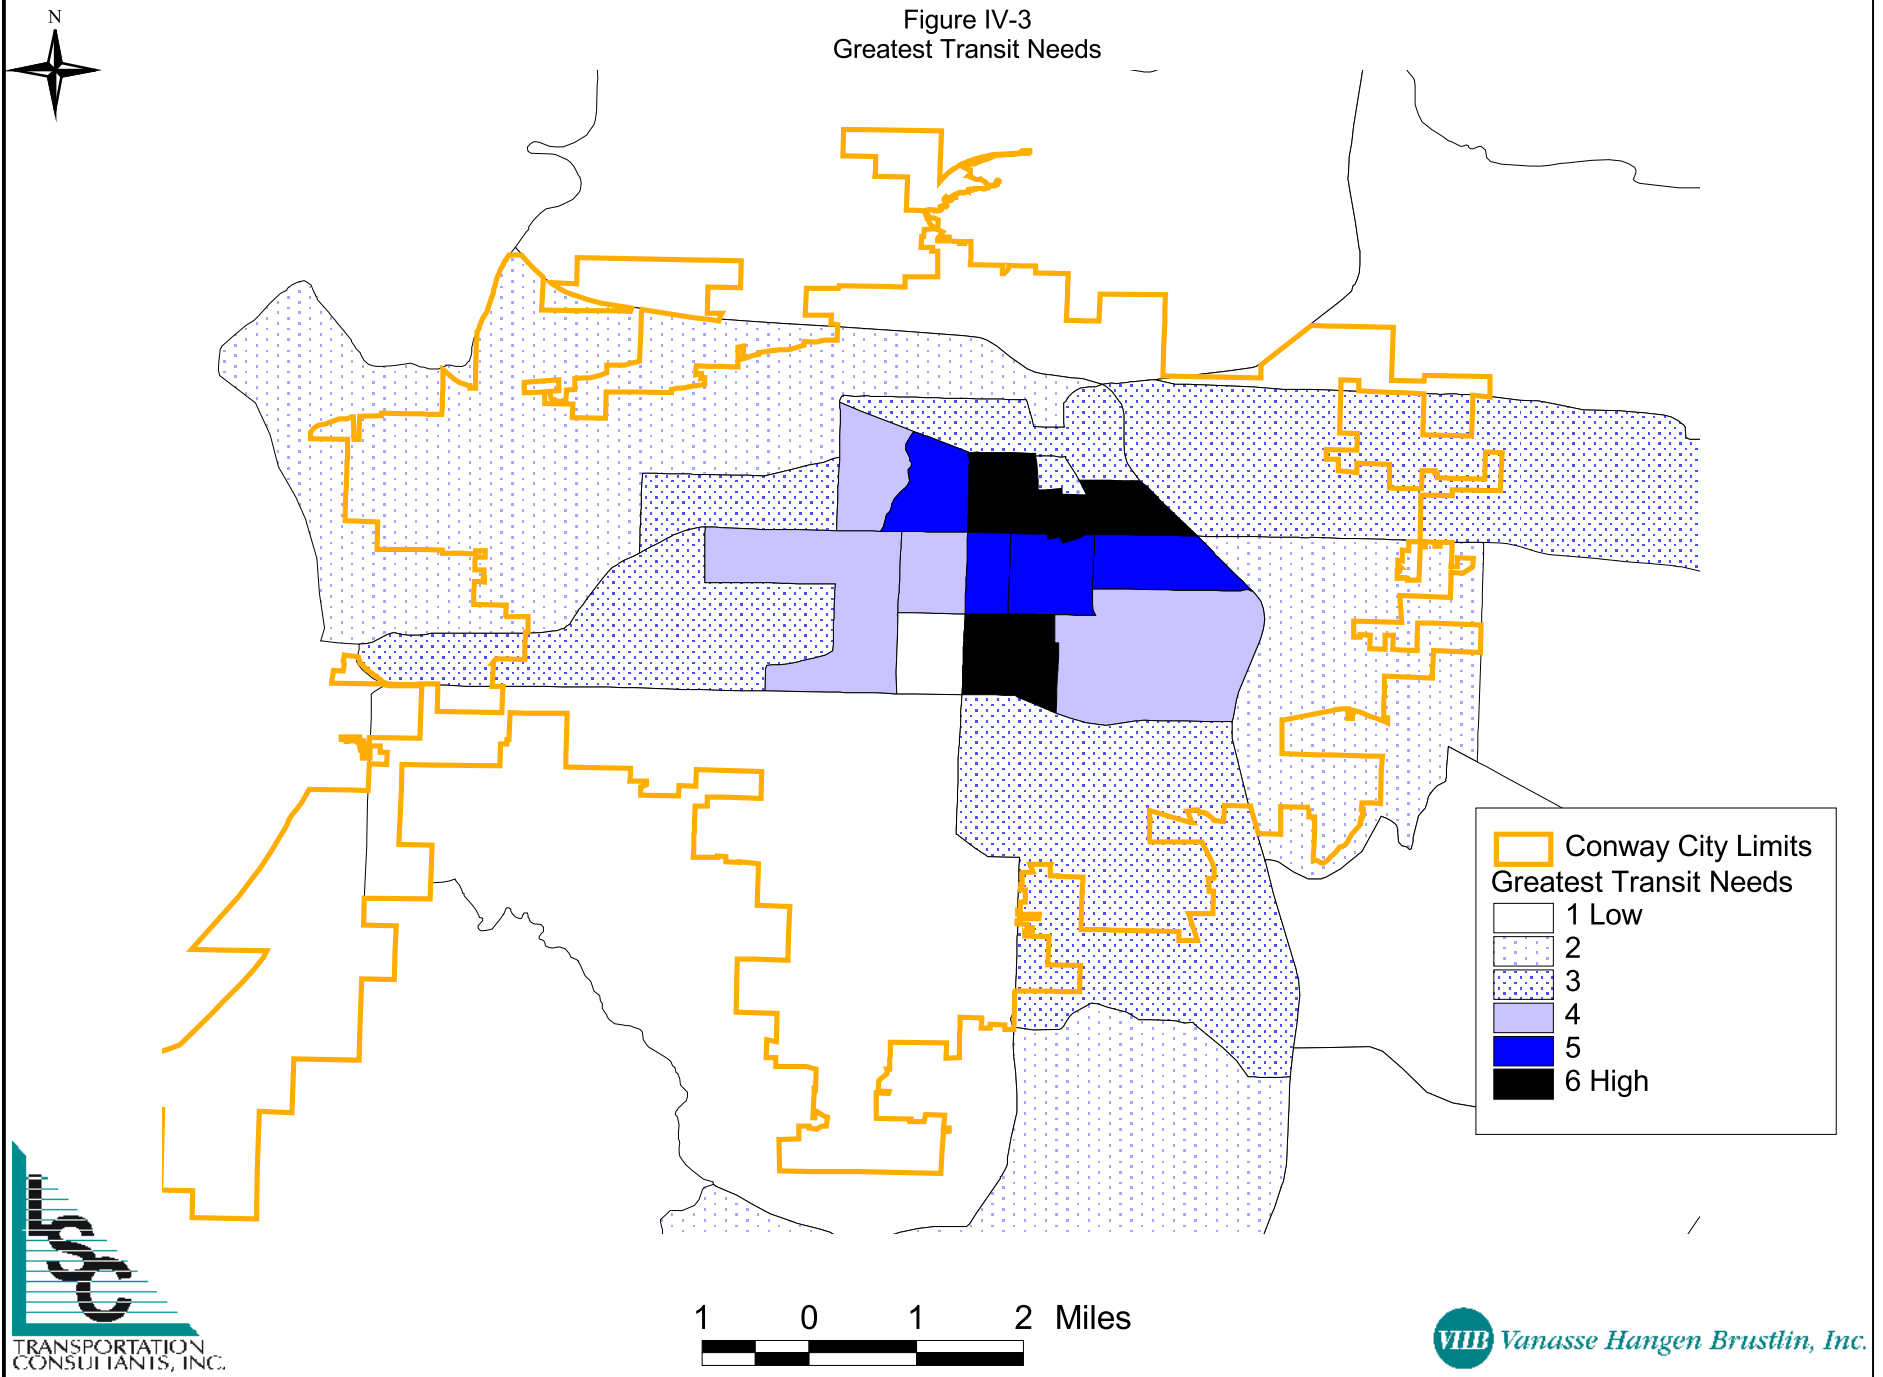 N
Figure IV-3
Greatest Transit Needs
Conway City Limits
Greatest Transit Needs
1 Low
2
3
4
5
6 High
1 0 1 2 Miles
LSC
TRANSPORTATION
CONSULTANTS, INC.
VHB Vanasse Hangen Brustlin, Inc.